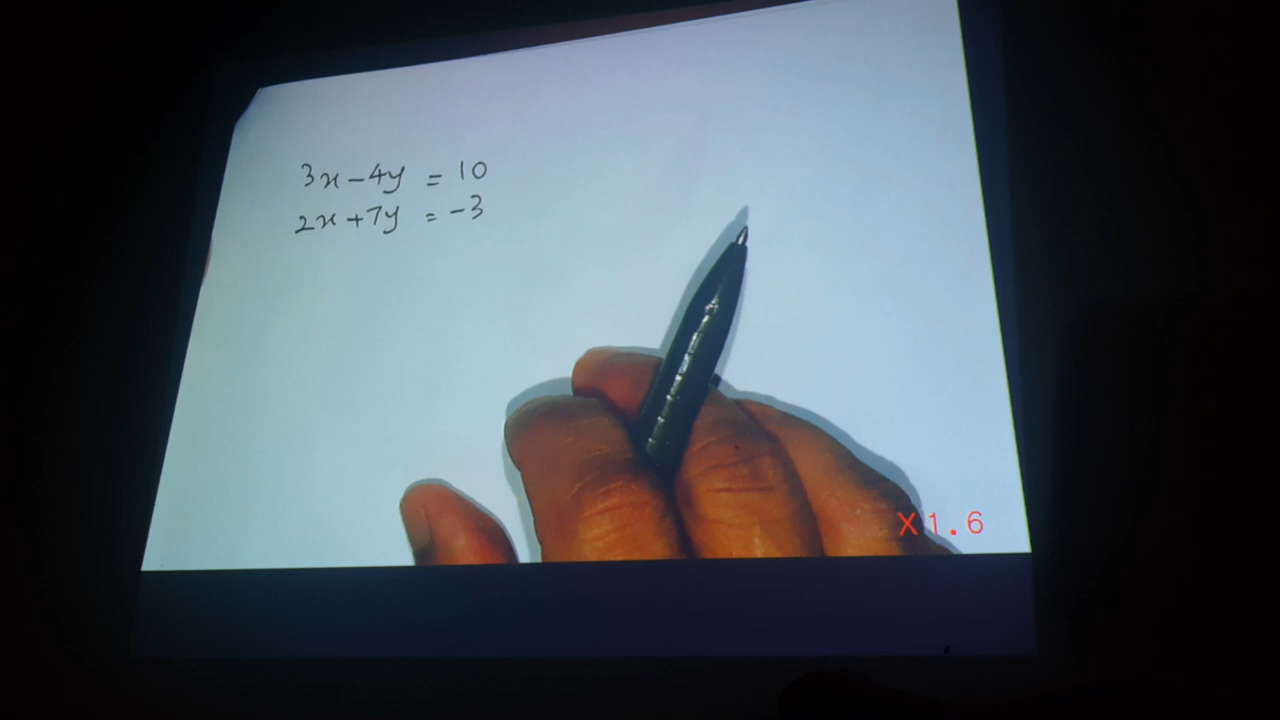 3x - 4y = 10
2x + 7y = -3
X1.6